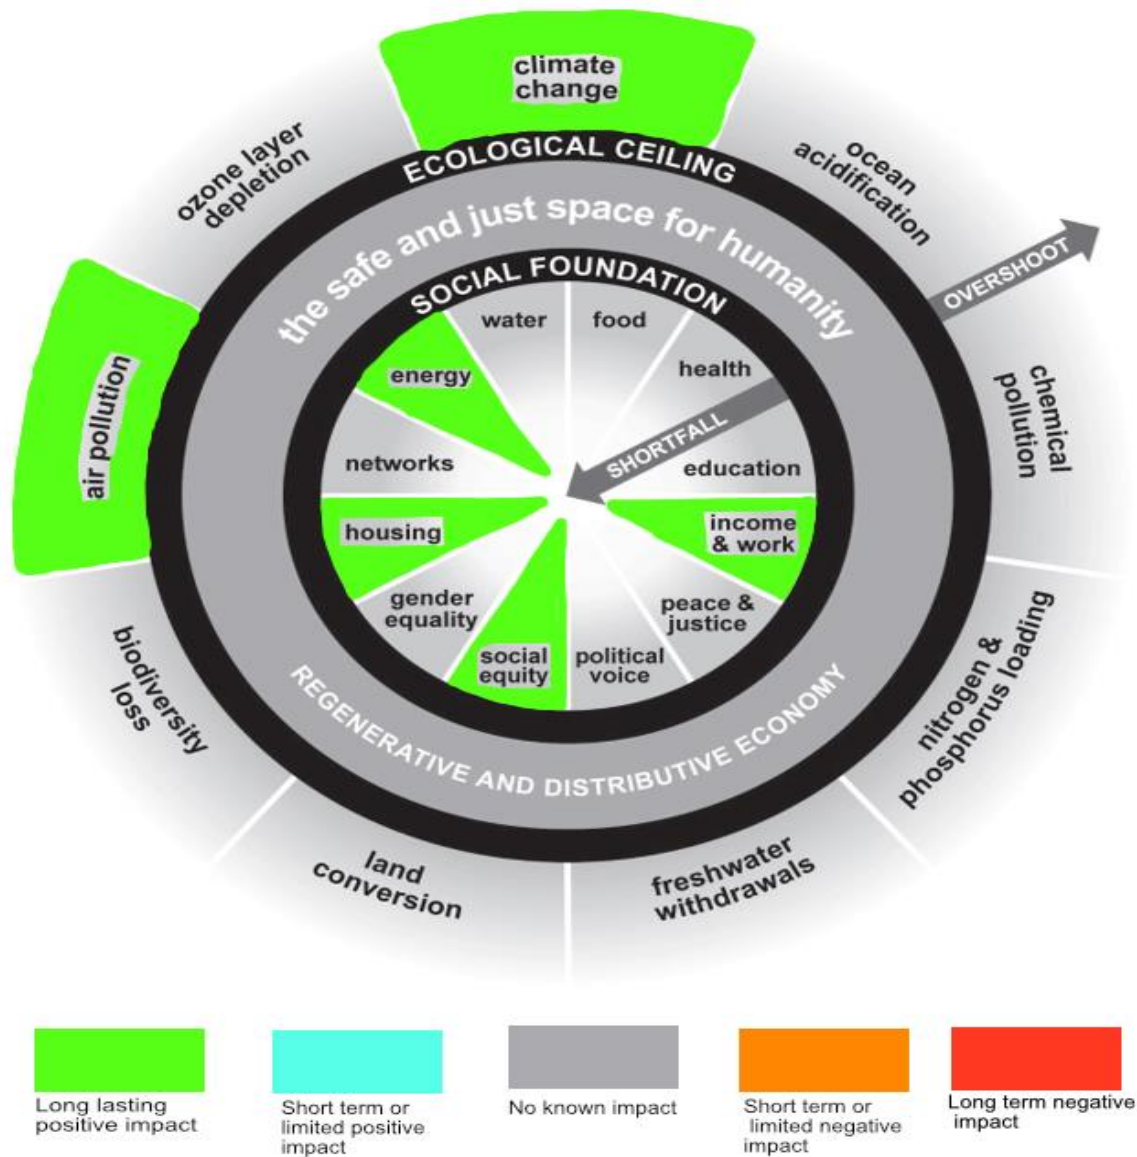 climate
change
ozone layer
depletion
ocean
acidification
ECOLOGICAL CEILING
the safe and just space for humanity
OVERSHOOT
SOCIAL FOUNDATION
water
food
energy
health
air pollution
chemical
pollution
SHORTFALL
networks
education
housing
income
& work
gender
equality
peace &
justice
social
equity
political
voice
biodiversity
loss
nitrogen &
phosphorus loading
REGENERATIVE AND DISTRIBUTIVE ECONOMY
land
conversion
freshwater
withdrawals
Long lasting
positive impact
Short term or
limited positive
impact
No known impact
Short term or
limited negative
impact
Long term negative
impact